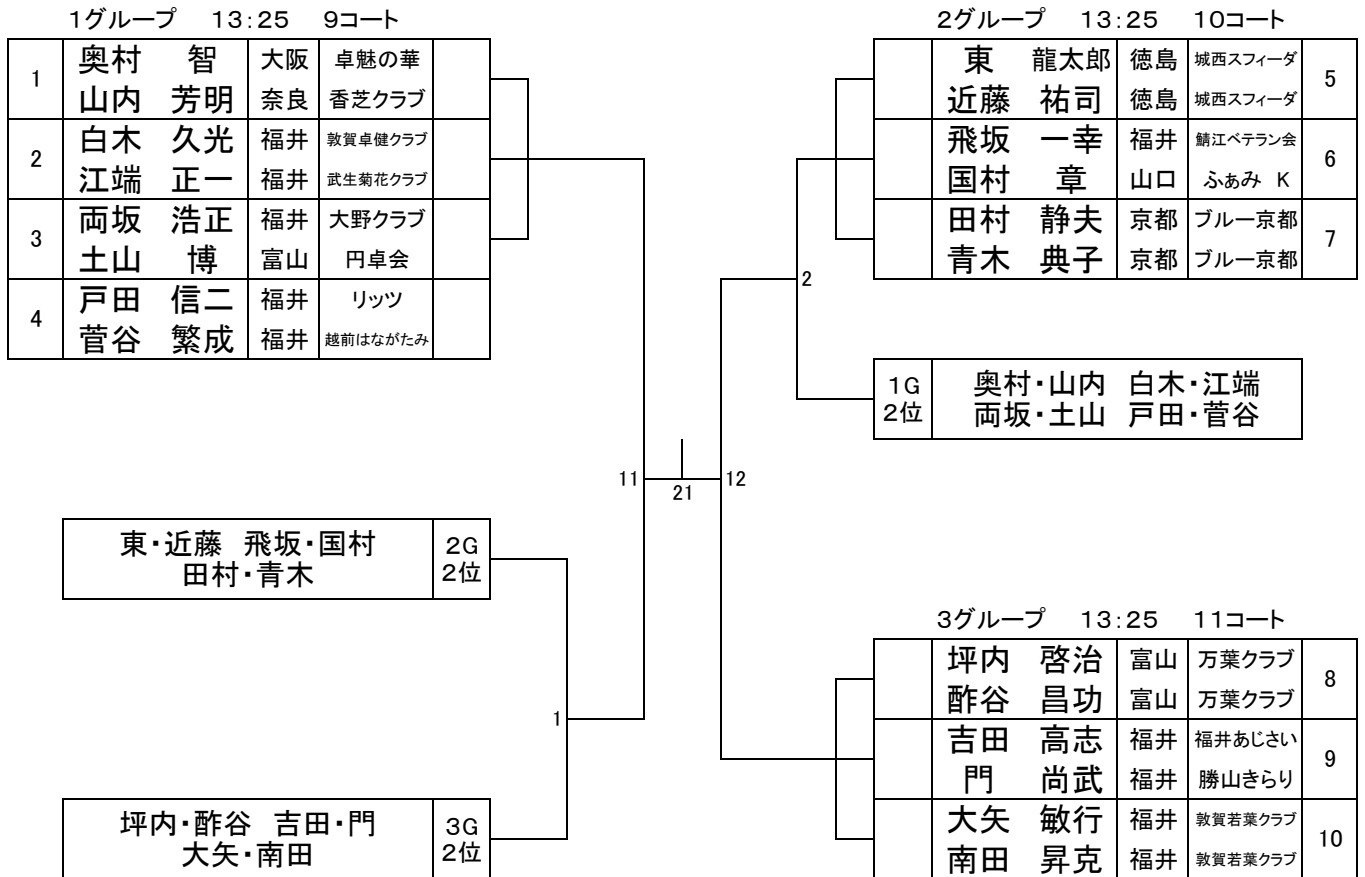 1グループ　13:25　9コート
1
奥村　智　大阪　卓魅の華
山内　芳明　奈良　香芝クラブ
2
白木　久光　福井　敦賀卓健クラブ
江端　正一　福井　武生菊花クラブ
3
両坂　浩正　福井　大野クラブ
土山　博　富山　円卓会
4
戸田　信二　福井　リッツ
菅谷　繁成　福井　越前はながたみ
東・近藤　飛坂・国村
田村・青木
2G
2位
坪内・酢谷　吉田・門
大矢・南田
3G
2位
1
11
21
12
2
2グループ　13:25　10コート
東　龍太郎　徳島　城西スフィーダ
近藤　祐司　徳島　城西スフィーダ
5
飛坂　一幸　福井　鯖江ベテラン会
国村　章　山口　ふぁみ　K
6
田村　静夫　京都　ブルー京都
青木　典子　京都　ブルー京都
7
1G
2位
奥村・山内　白木・江端
両坂・土山　戸田・菅谷
3グループ　13:25　11コート
坪内　啓治　富山　万葉クラブ
酢谷　昌功　富山　万葉クラブ
8
吉田　高志　福井　福井あじさい
門　尚武　福井　勝山きらり
9
大矢　敏行　福井　敦賀若葉クラブ
南田　昇克　福井　敦賀若葉クラブ
10